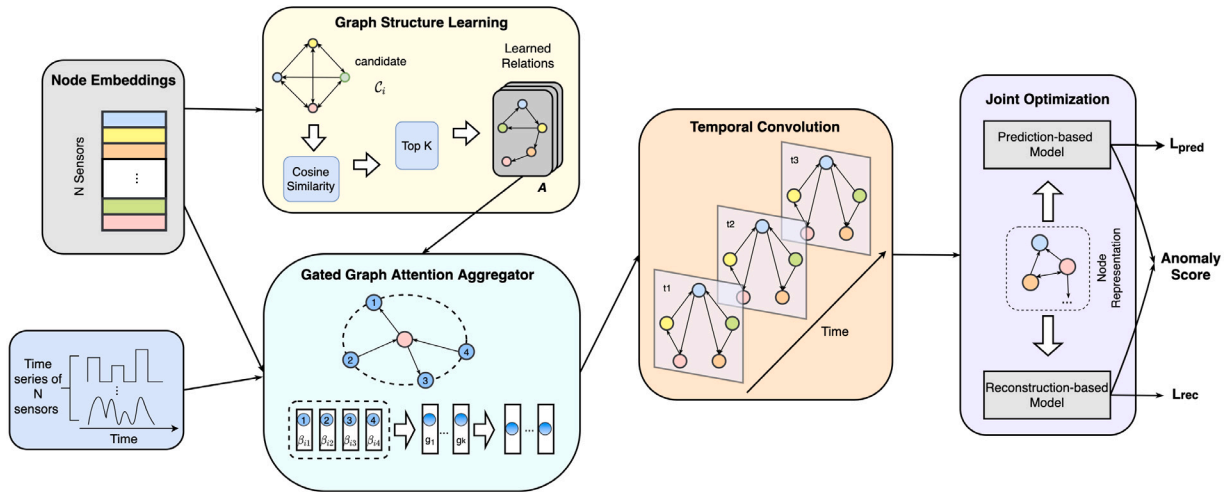 Node Embeddings
N Sensors
...
Time
series of
N
sensors
...
Time
Graph Structure Learning
candidate
𝒞ᵢ
Cosine
Similarity
Top K
Learned
Relations
A
Gated Graph Attention Aggregator
1
2
3
4
1 2 3 4
βi1 βi2 βi3 βi4
g1 ... gk
...
Temporal Convolution
t3
t2
t1
Time
Joint Optimization
Prediction-based
Model
Node
Representation
...
Reconstruction-based
Model
Lpred
Anomaly
Score
Lrec